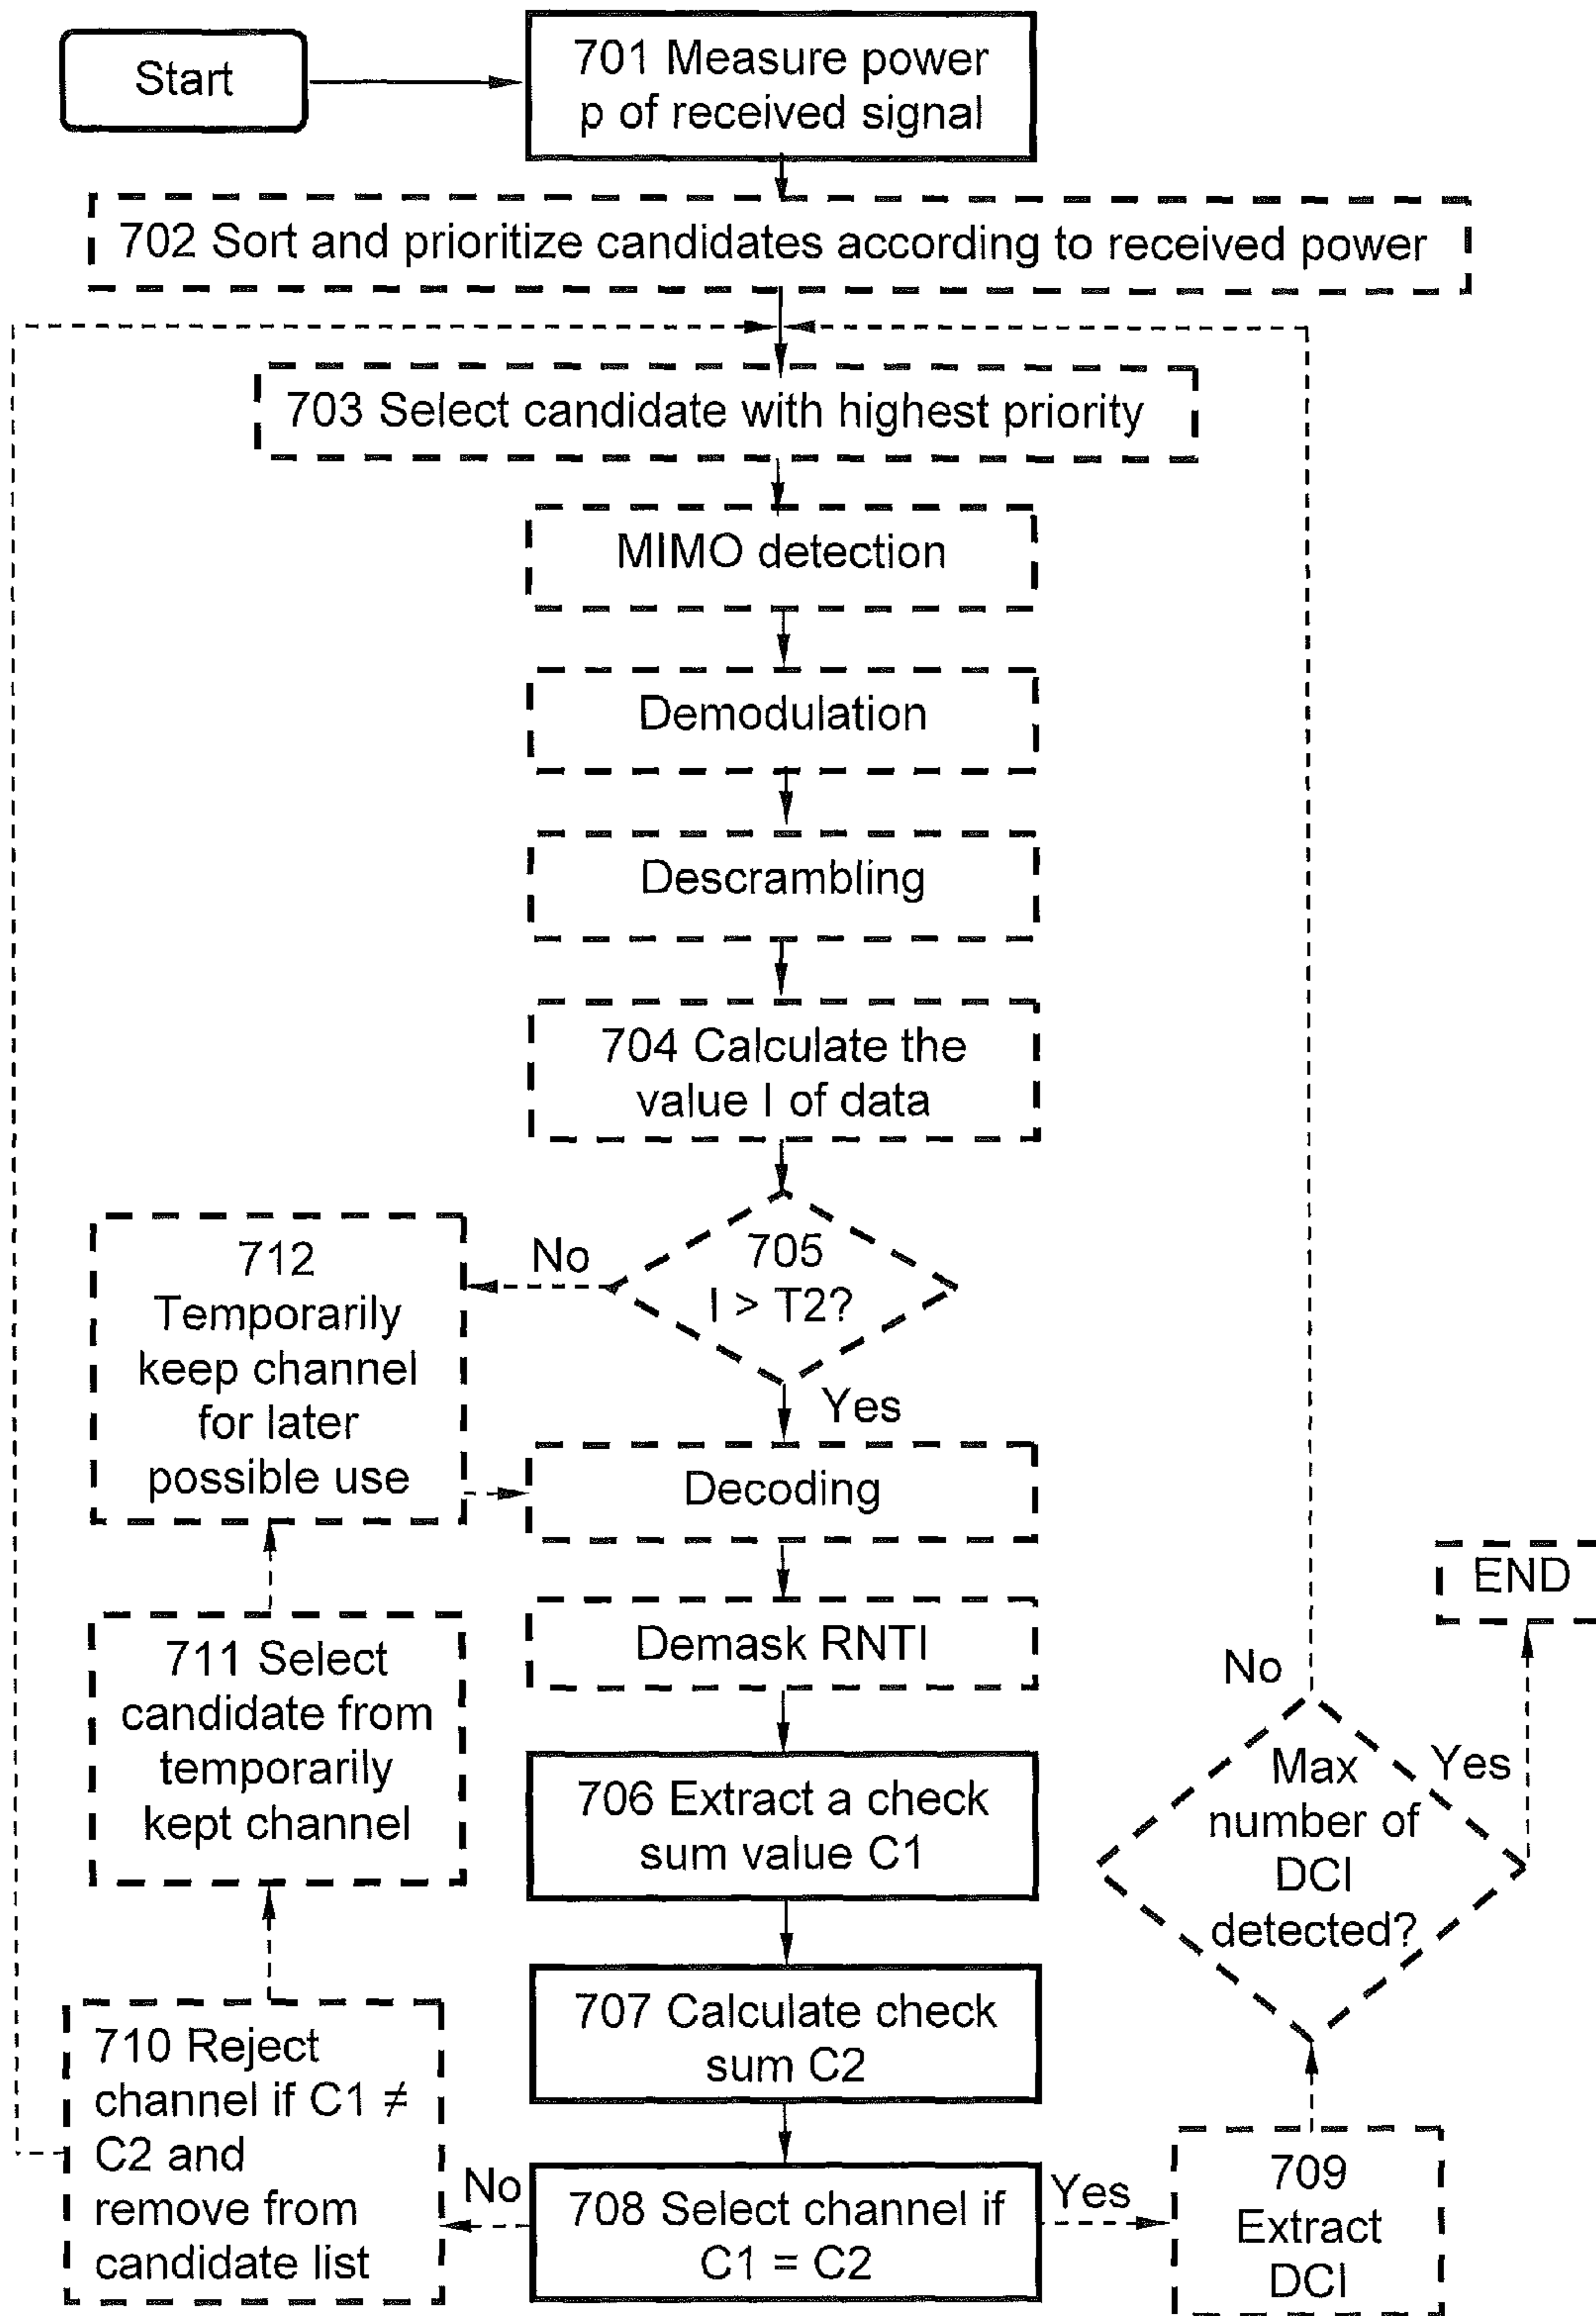 Start
701 Measure power
p of received signal
702 Sort and prioritize candidates according to received power
703 Select candidate with highest priority
MIMO detection
Demodulation
Descrambling
704 Calculate the
value I of data
705
I > T2?
No
Yes
712
Temporarily
keep channel
for later
possible use
Decoding
Demask RNTI
711 Select
candidate from
temporarily
kept channel
706 Extract a check
sum value C1
707 Calculate check
sum C2
708 Select channel if
C1 = C2
No
Yes
710 Reject
channel if C1 ≠
C2 and
remove from
candidate list
709
Extract
DCI
Max
number of
DCI
detected?
No
Yes
END